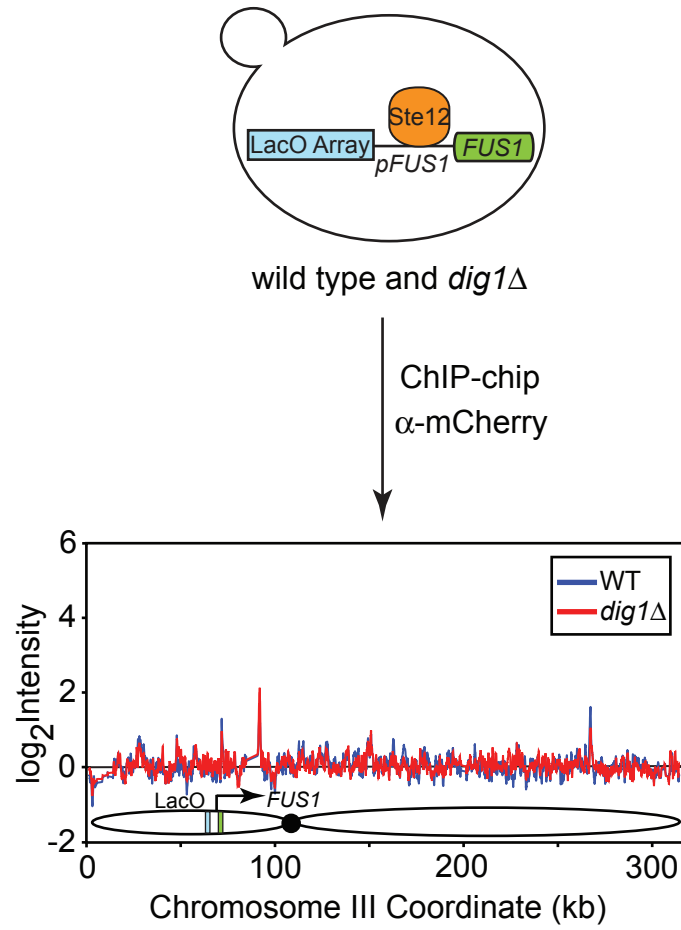 Ste12
LacO Array
FUS1
pFUS1
wild type and dig1Δ
ChIP-chip
α-mCherry
6
4
2
0
-2
log2Intensity
WT
dig1Δ
LacO
FUS1
0
100
200
300
Chromosome III Coordinate (kb)